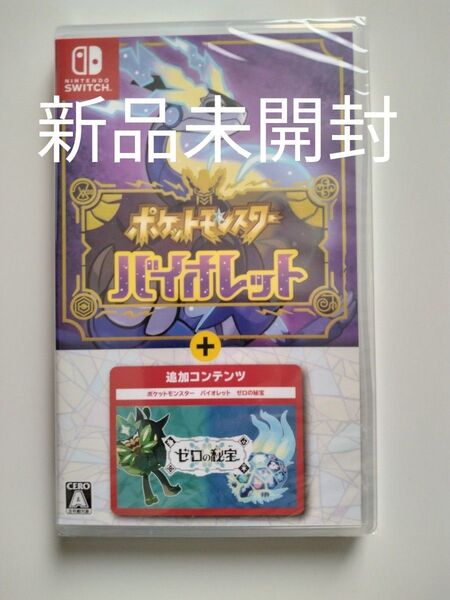 NINTENDO
SWITCH
新品未開封
ポケットモンスター
バイオレット
+
追加コンテンツ
ポケットモンスター バイオレット ゼロの秘宝
ゼロの秘宝
CERO
A